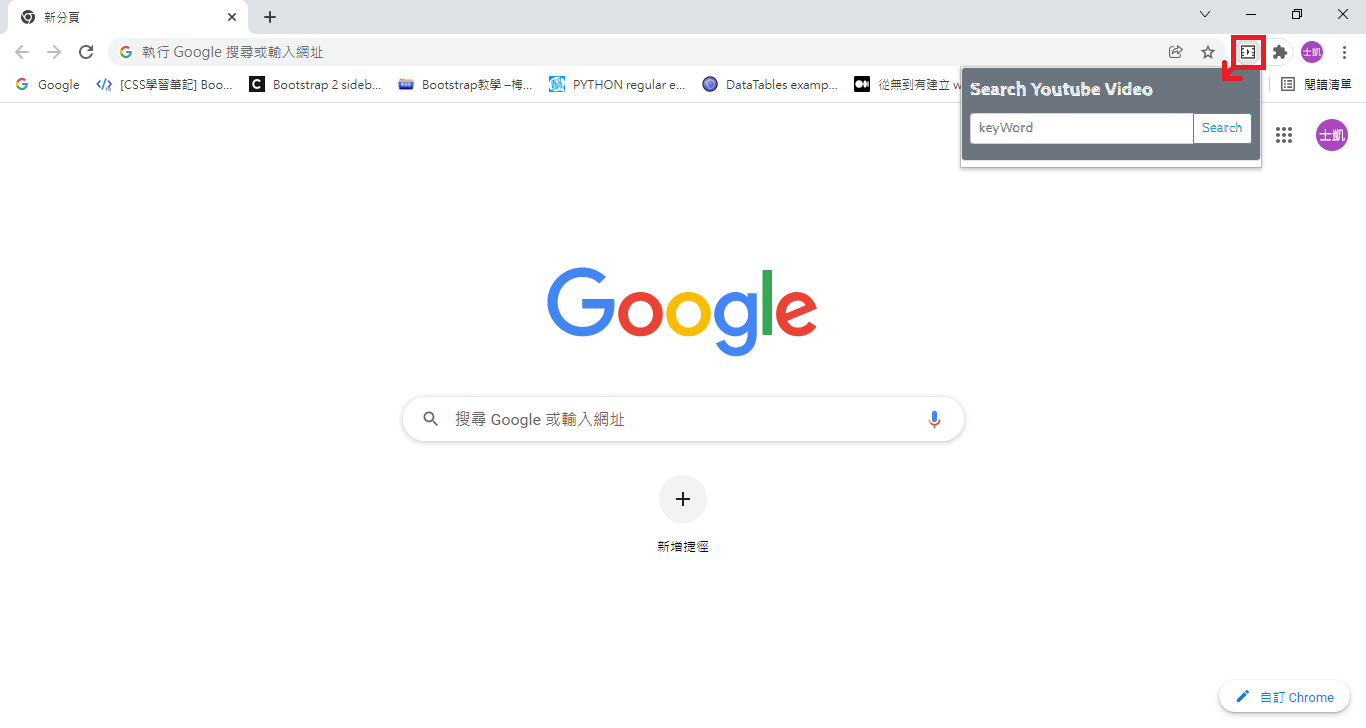 新分頁
執行 Google 搜尋或輸入網址
士凱
Google
[CSS學習筆記] Boo...
Bootstrap 2 sideb...
Bootstrap教學 –梅...
PYTHON regular e...
DataTables examp...
從無到有建立 w
閱讀清單
Search Youtube Video
keyWord
Search
士凱
Google
搜尋 Google 或輸入網址
新增捷徑
自訂 Chrome